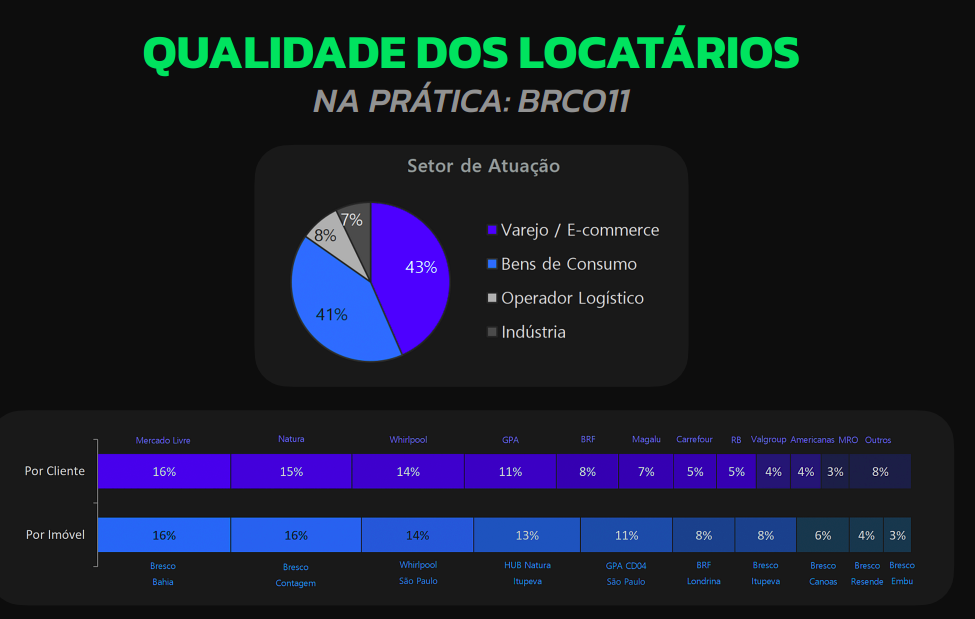 QUALIDADE DOS LOCATÁRIOS
NA PRÁTICA: BRCO11
Setor de Atuação
7%
8%
43%
41%
Varejo / E-commerce
Bens de Consumo
Operador Logístico
Indústria
Mercado Livre Natura Whirlpool GPA BRF Magalu Carrefour RB Valgroup Americanas MRO Outros
Por Cliente 16% 15% 14% 11% 8% 7% 5% 5% 4% 4% 3% 8%
Por Imóvel 16% 16% 14% 13% 11% 8% 8% 6% 4% 3%
Bresco Bresco Whirlpool HUB Natura GPA CD04 BRF Bresco Bresco Bresco Bresco
Bahia Contagem São Paulo Itupeva São Paulo Londrina Itupeva Canoas Resende Embu